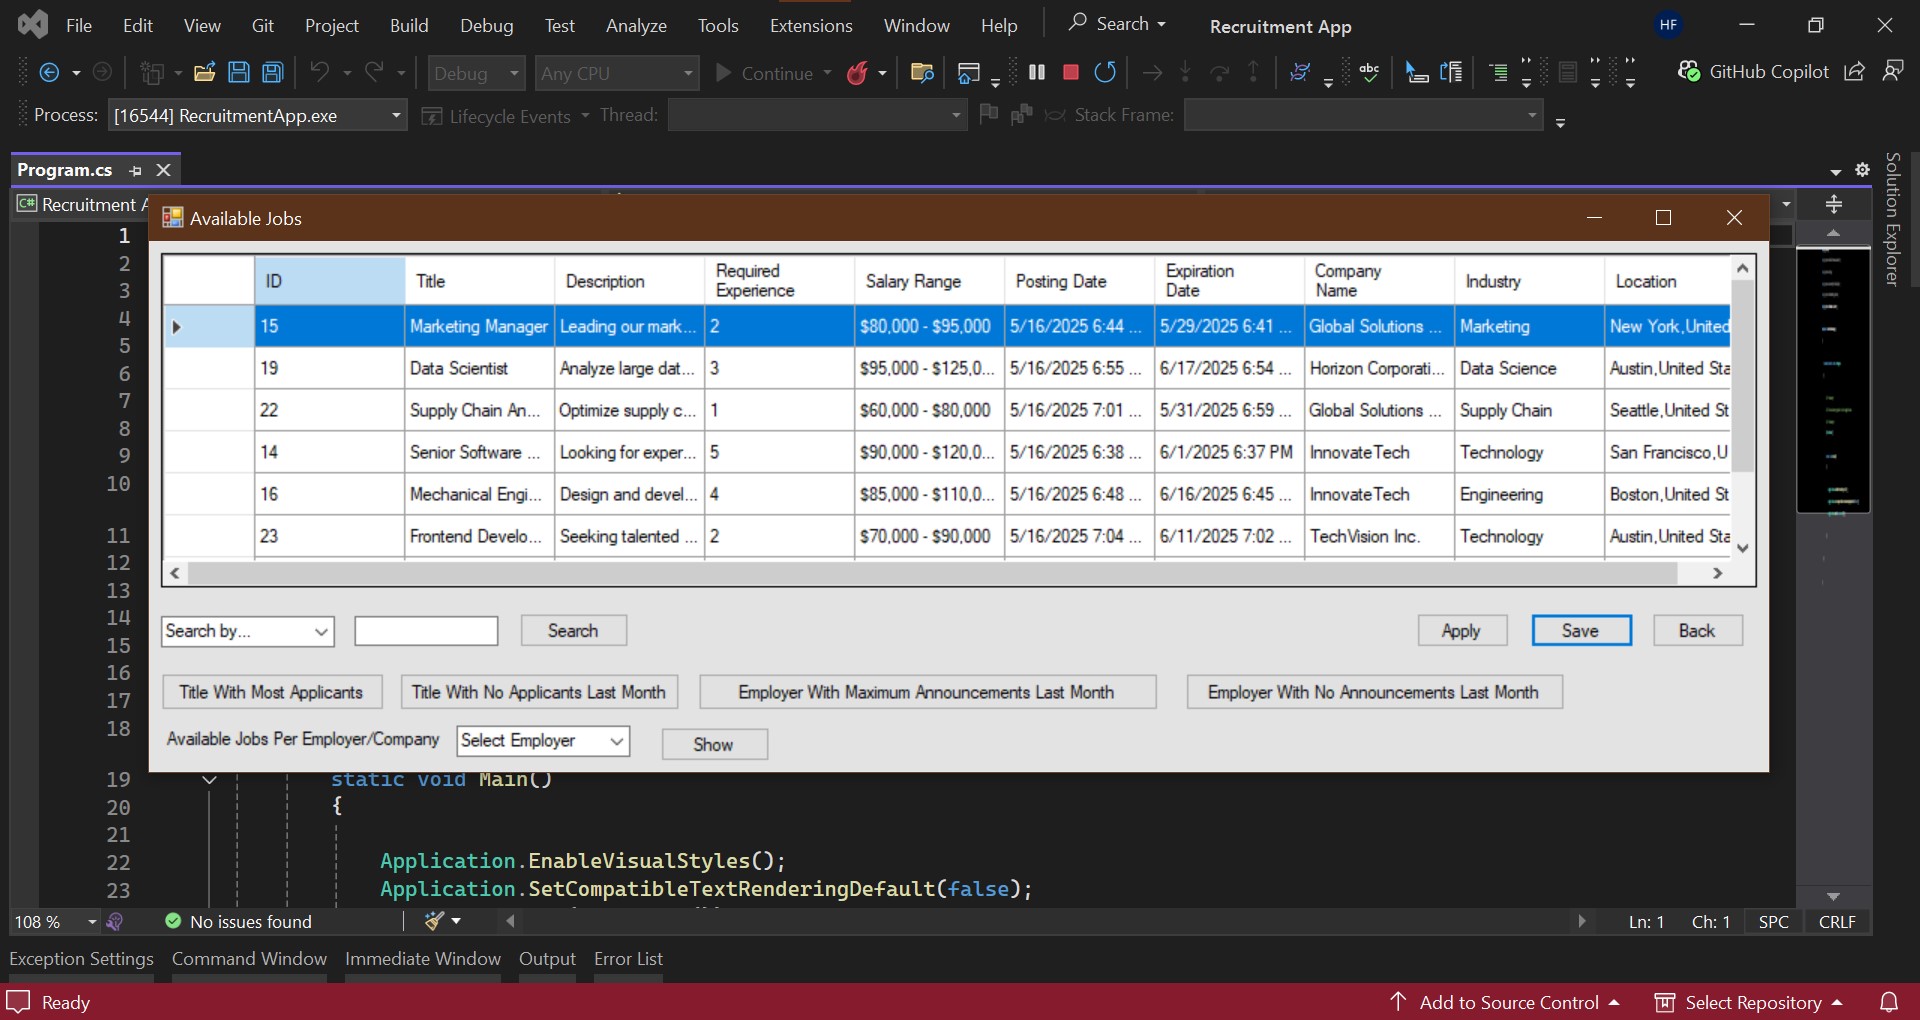 File Edit View Git Project Build Debug Test Analyze Tools Extensions Window Help Search Recruitment App HF
Debug Any CPU Continue abc GitHub Copilot
Process: [16544] RecruitmentApp.exe Lifecycle Events Thread: Stack Frame:
Program.cs
C# Recruitment A
Solution Explorer
Available Jobs
ID Title Description Required Experience Salary Range Posting Date Expiration Date Company Name Industry Location
15 Marketing Manager Leading our mark... 2 $80,000 - $95,000 5/16/2025 6:44 ... 5/29/2025 6:41 ... Global Solutions ... Marketing New York,United
19 Data Scientist Analyze large dat... 3 $95,000 - $125,0... 5/16/2025 6:55 ... 6/17/2025 6:54 ... Horizon Corporati... Data Science Austin,United Sta
22 Supply Chain An... Optimize supply c... 1 $60,000 - $80,000 5/16/2025 7:01 ... 5/31/2025 6:59 ... Global Solutions ... Supply Chain Seattle,United St
14 Senior Software ... Looking for exper... 5 $90,000 - $120,0... 5/16/2025 6:38 ... 6/1/2025 6:37 PM InnovateTech Technology San Francisco,U
16 Mechanical Engi... Design and devel... 4 $85,000 - $110,0... 5/16/2025 6:48 ... 6/16/2025 6:45 ... InnovateTech Engineering Boston,United St
23 Frontend Develo... Seeking talented ... 2 $70,000 - $90,000 5/16/2025 7:04 ... 6/11/2025 7:02 ... TechVision Inc. Technology Austin,United Sta
Search by... Search Apply Save Back
Title With Most Applicants Title With No Applicants Last Month Employer With Maximum Announcements Last Month Employer With No Announcements Last Month
Available Jobs Per Employer/Company Select Employer Show
1
2
3
4
5
6
7
8
9
10
11
12
13
14
15
16
17
18
19 static void Main()
20 {
21
22 Application.EnableVisualStyles();
23 Application.SetCompatibleTextRenderingDefault(false);
108 % No issues found Ln: 1 Ch: 1 SPC CRLF
Exception Settings Command Window Immediate Window Output Error List
Ready Add to Source Control Select Repository